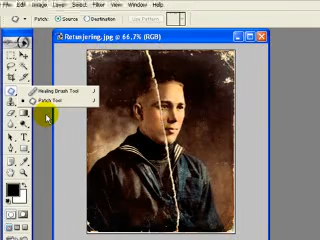 File Edit Image Layer Select Filter View Window Help
Patch: Source Destination Use Pattern
Retusjering.jpg @ 66,7% (RGB)
Healing Brush Tool J
Patch Tool J